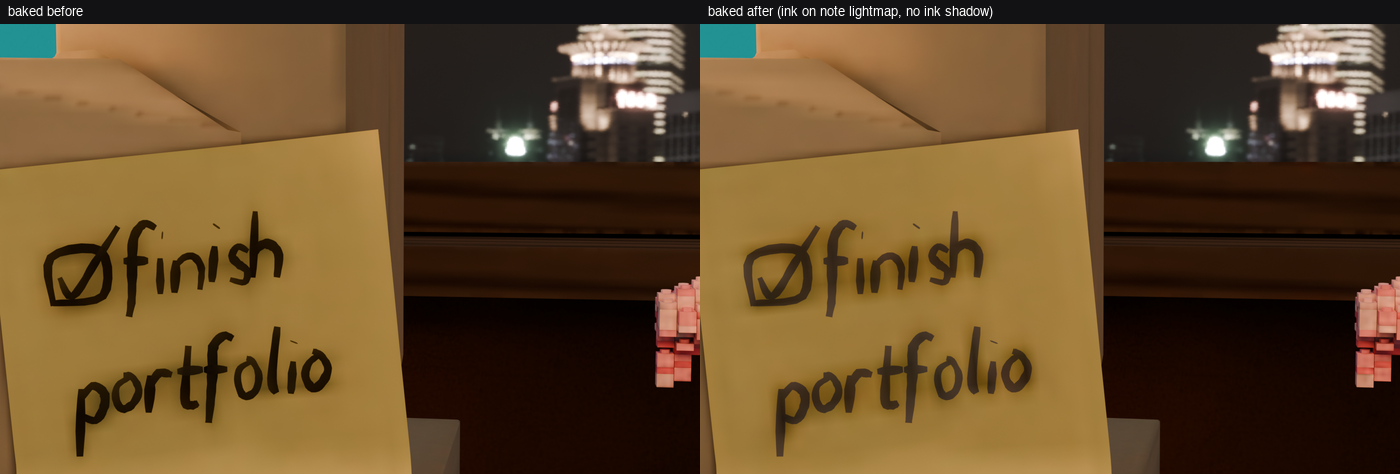 baked before
baked after (ink on note lightmap, no ink shadow)
☑ finish
portfolio
☑ finish
portfolio